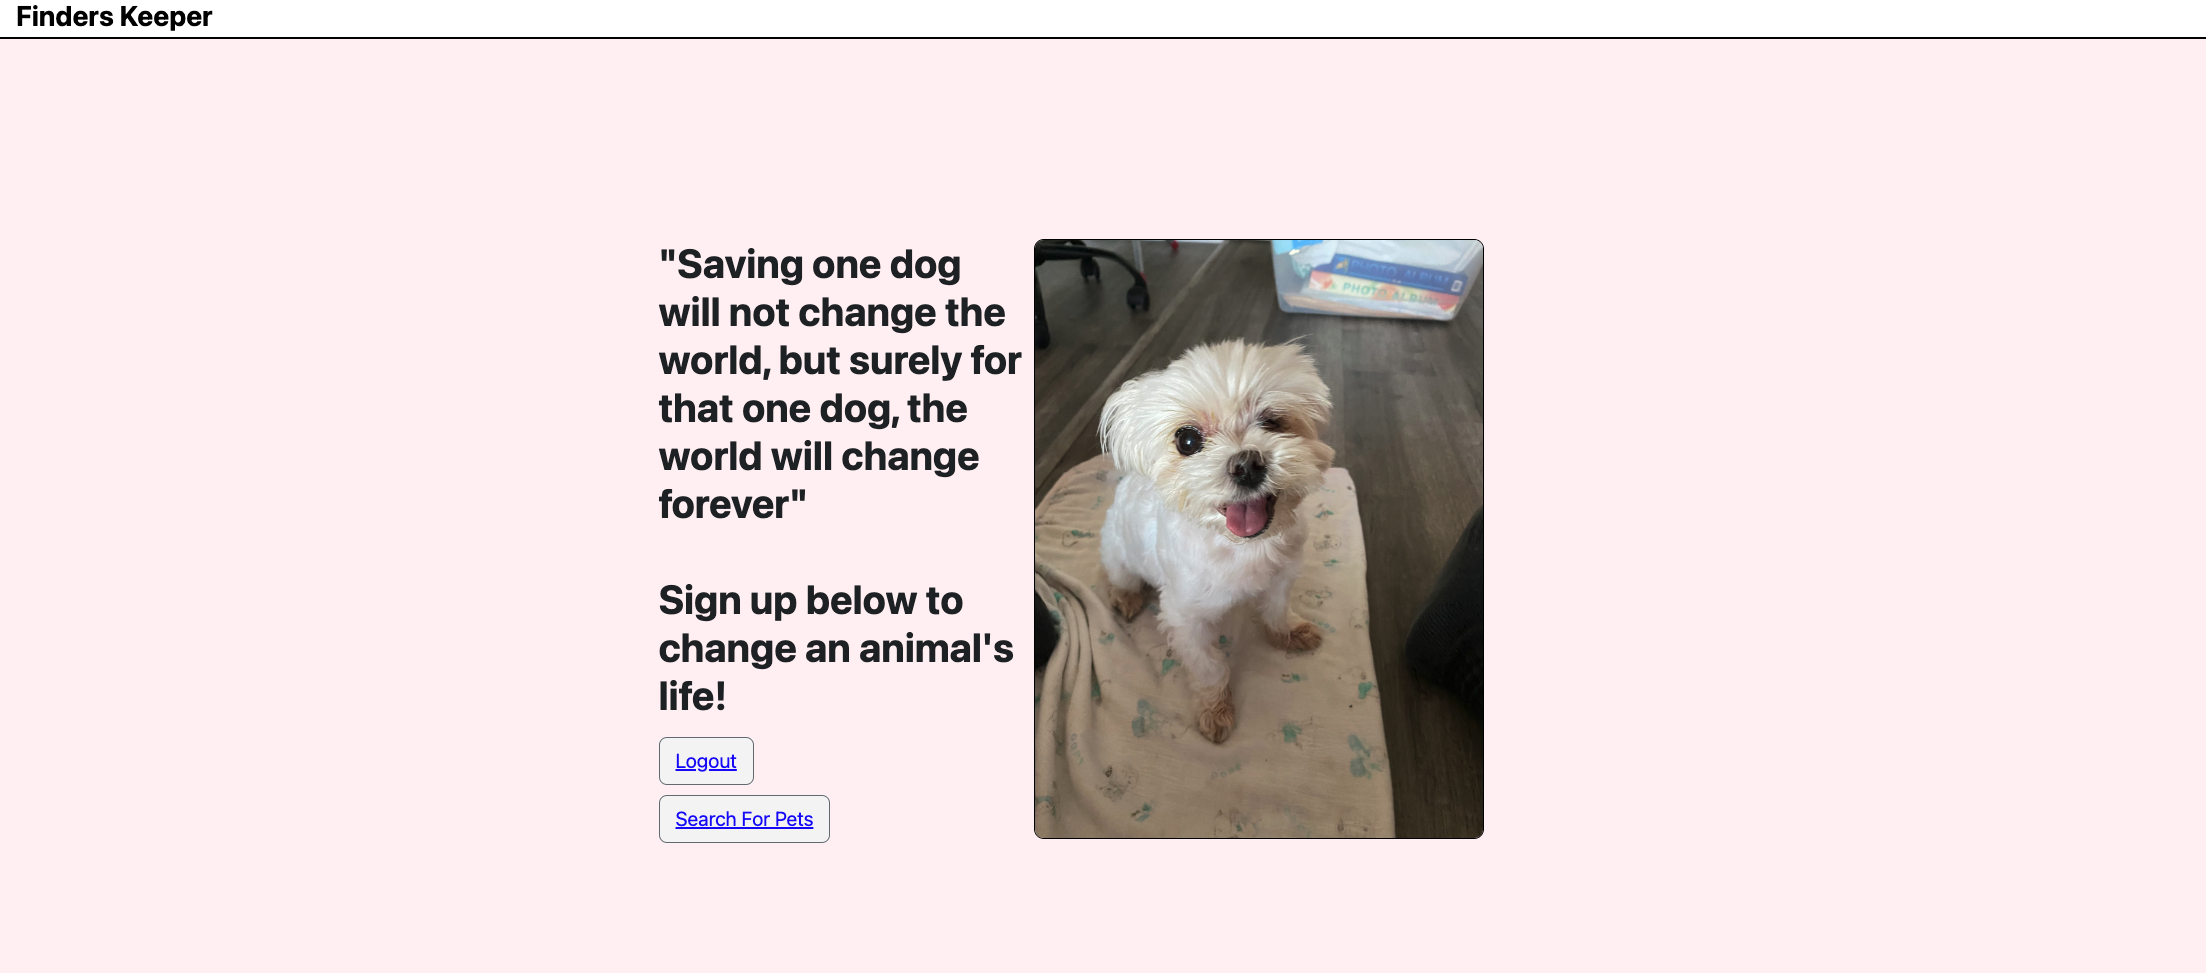 Finders Keeper
"Saving one dog
will not change the
world, but surely for
that one dog, the
world will change
forever"
Sign up below to
change an animal's
life!
Logout
Search For Pets
PHOTO ALBUM
PHOTO ALBUM